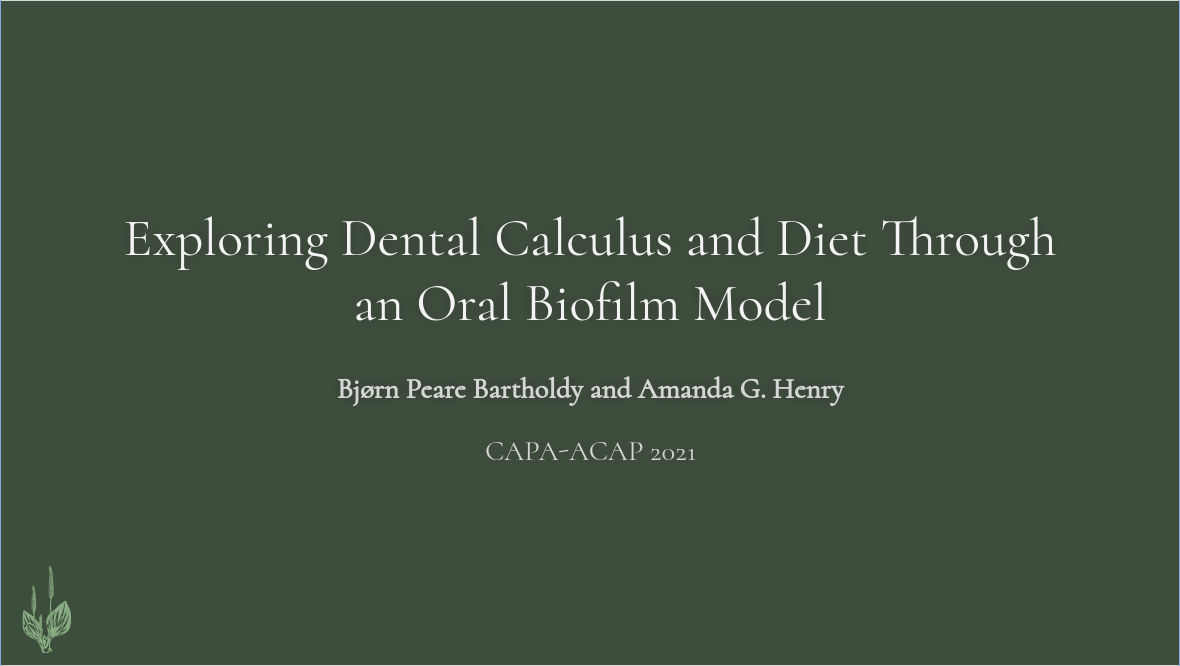 Exploring Dental Calculus and Diet Through
an Oral Biofilm Model
Bjørn Peare Bartholdy and Amanda G. Henry
CAPA-ACAP 2021